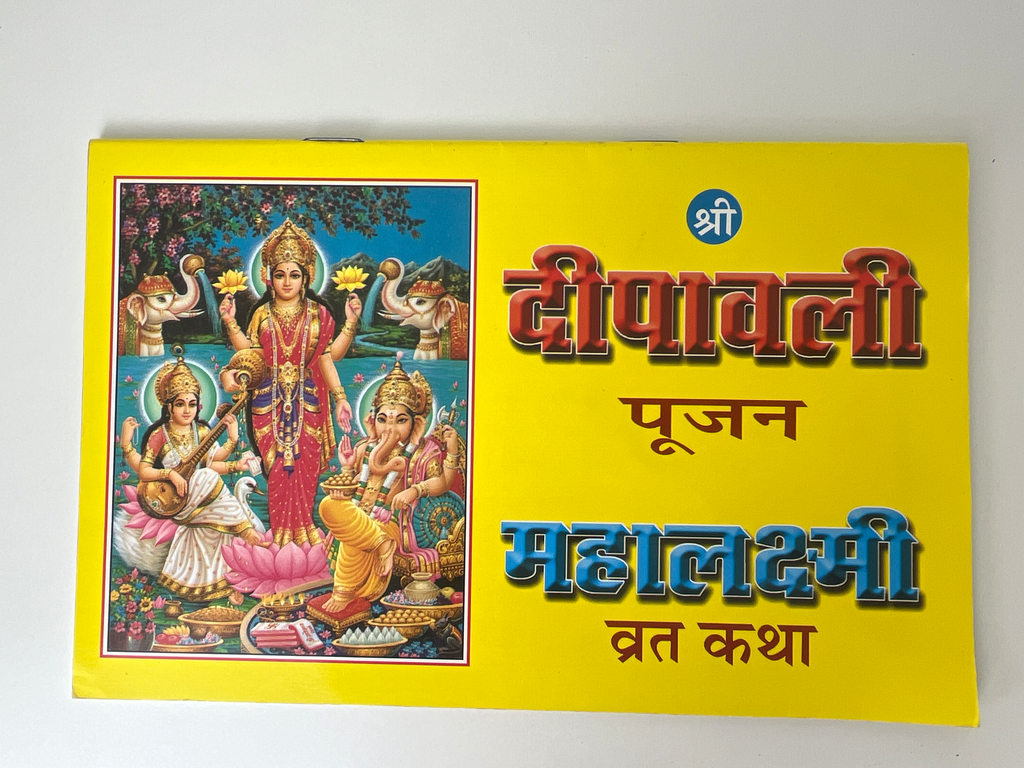 श्री
दीपावली
पूजन
महालक्ष्मी
व्रत कथा